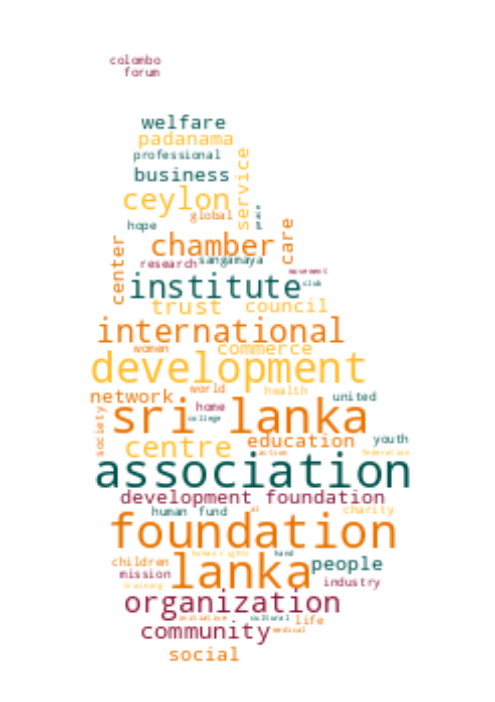 colombo
forum
welfare
padanama
professional
service
business
ceylon
global
hope
chamber
care
center
research sangamaya
movement
institute
club
trust council
international
women commerce
development
world health
network united
home
society
college
sri lanka
centre education youth
action federation
association
development foundation
human fund al charity
foundation
human rights hand
children lanka people
mission industry
training
organization
initiative cultural life
community medical
social